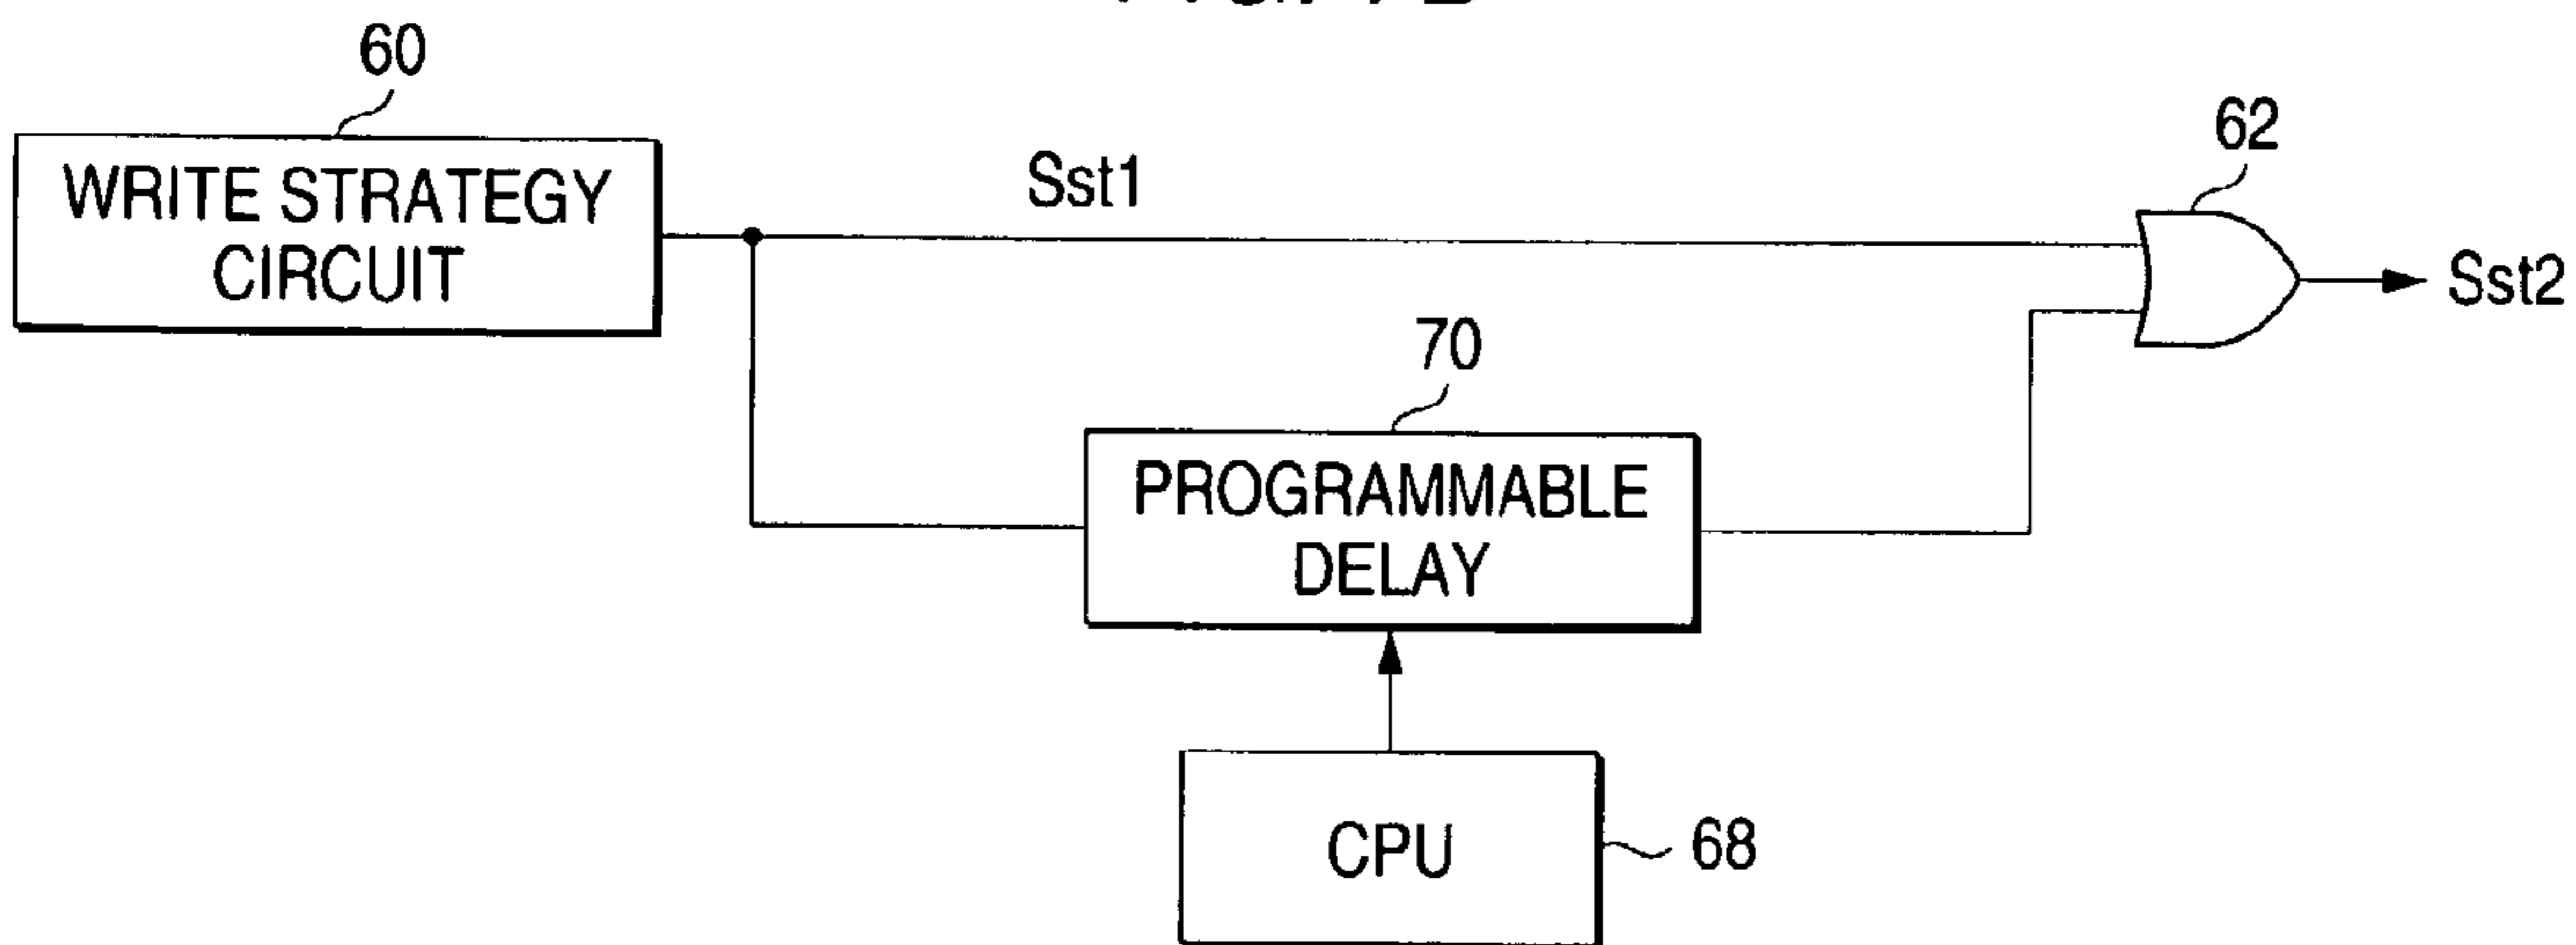 60
WRITE STRATEGY
CIRCUIT
Sst1
62
Sst2
70
PROGRAMMABLE
DELAY
CPU
68